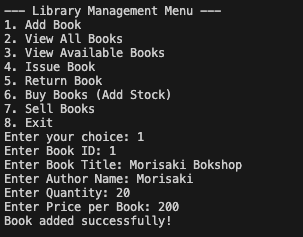 --- Library Management Menu ---
1. Add Book
2. View All Books
3. View Available Books
4. Issue Book
5. Return Book
6. Buy Books (Add Stock)
7. Sell Books
8. Exit
Enter your choice: 1
Enter Book ID: 1
Enter Book Title: Morisaki Bokshop
Enter Author Name: Morisaki
Enter Quantity: 20
Enter Price per Book: 200
Book added successfully!